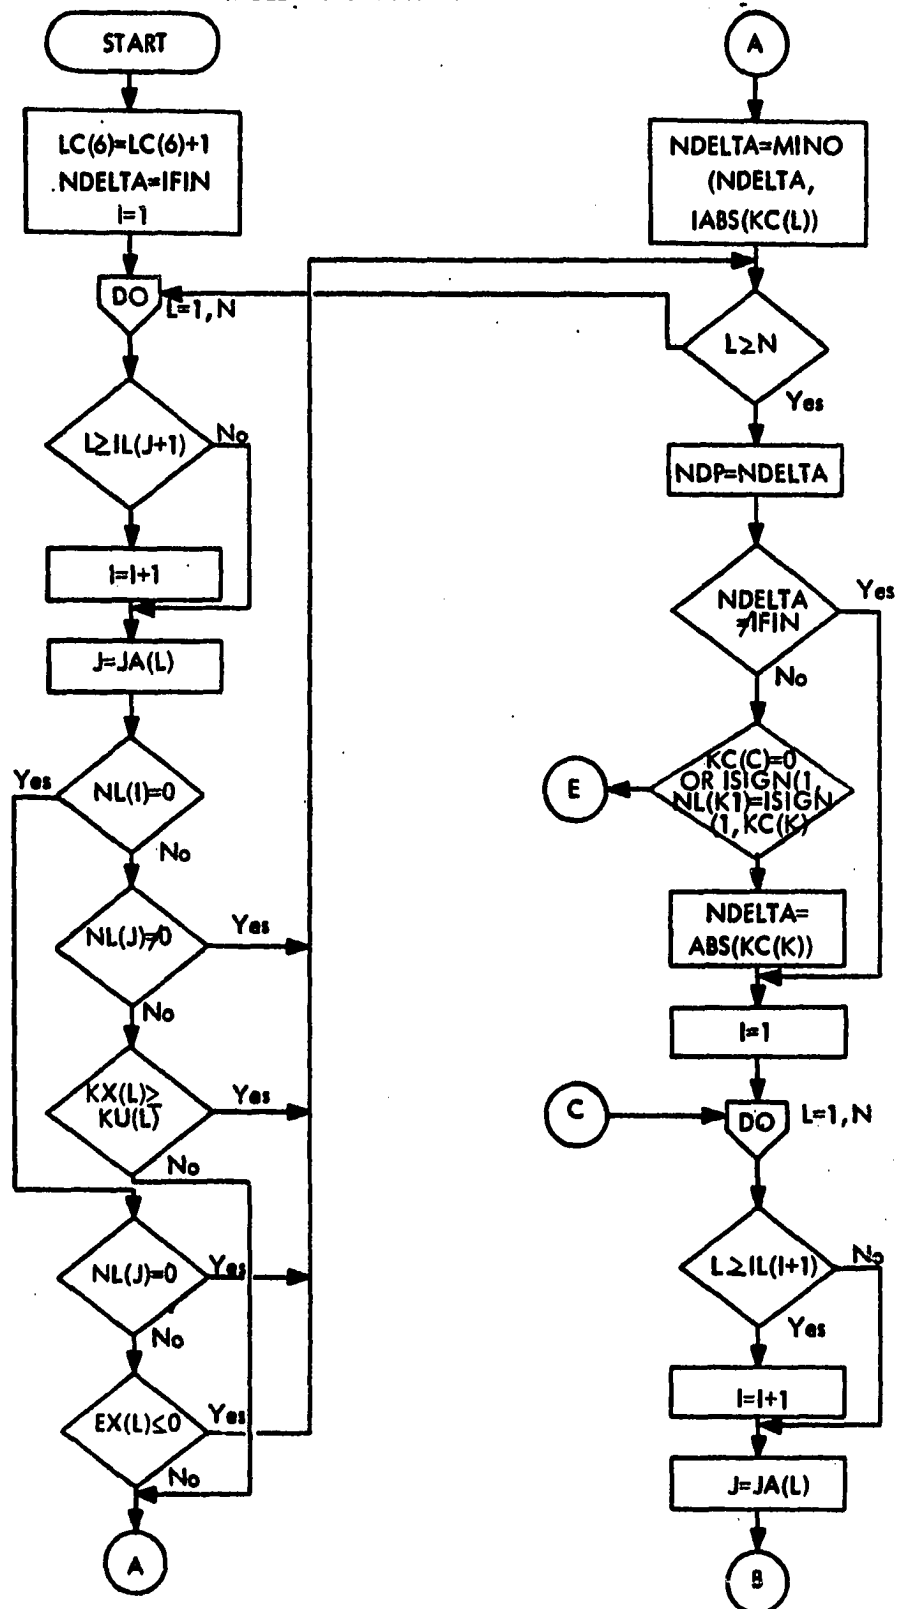 START
LC(6)=LC(6)+1
NDELTA=IFIN
I=1
DO
L=1,N
L≥IL(J+1)
No
I=I+1
J=JA(L)
NL(I)=0
Yes
No
NL(J)≠0
Yes
No
KX(L)≥
KU(L)
Yes
No
NL(J)=0
Yes
No
EX(L)≤0
Yes
No
A
A
NDELTA=MINO
(NDELTA,
IABS(KC(L))
L≥N
Yes
NDP=NDELTA
NDELTA
≠IFIN
Yes
No
KC(C)=0
OR ISIGN(1,
NL(K1)=ISIGN
(1,KC(K)
E
NDELTA=
ABS(KC(K))
I=1
C
DO
L=1,N
L≥IL(I+1)
No
Yes
I=I+1
J=JA(L)
B